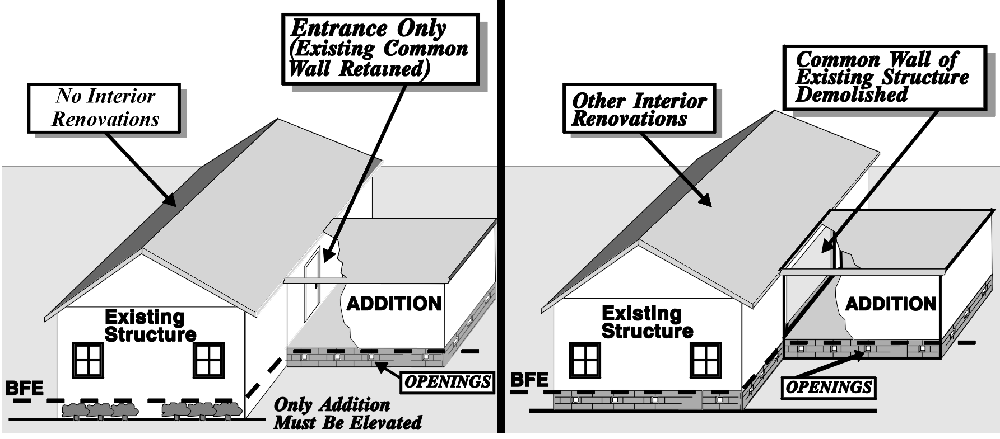 No Interior
Renovations
Entrance Only
(Existing Common
Wall Retained)
Existing
Structure
ADDITION
BFE
OPENINGS
Only Addition
Must Be Elevated
Other Interior
Renovations
Common Wall of
Existing Structure
Demolished
Existing
Structure
ADDITION
BFE
OPENINGS